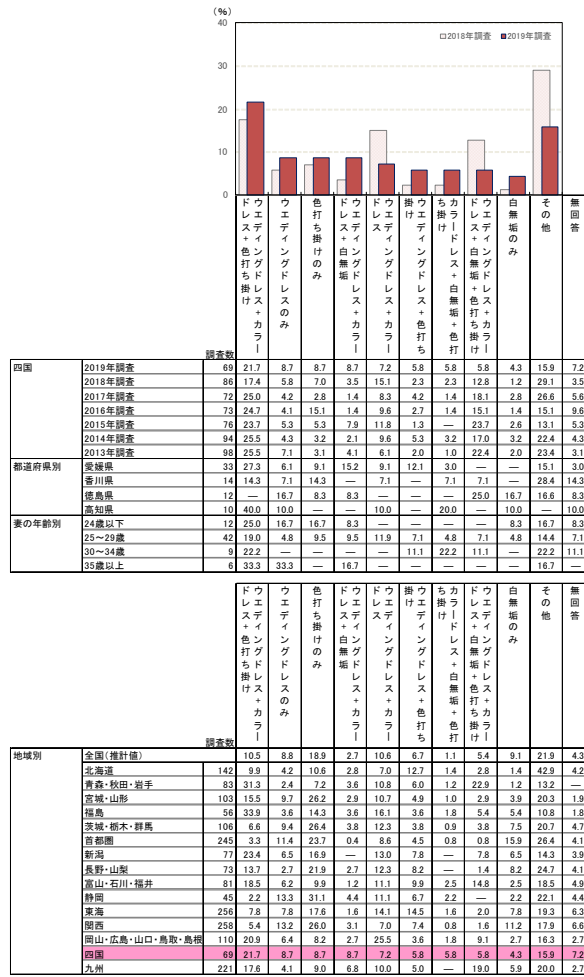 (%)
40
□2018年調査 ■2019年調査
30
20
10
0
ウエディングドレス+カラードレス+色打ち掛け
ウエディングドレスのみ
色打ち掛けのみ
ウエディングドレス+カラードレス+白無垢
ウエディングドレス+カラードレス
ウエディングドレス+色打ち掛け
カラードレス+白無垢+色打ち掛け
ウエディングドレス+カラードレス+白無垢+色打ち掛け
白無垢のみ
その他
無回答
調査数
四国 2019年調査 69 21.7 8.7 8.7 8.7 7.2 5.8 5.8 5.8 4.3 15.9 7.2
2018年調査 86 17.4 5.8 7.0 3.5 15.1 2.3 2.3 12.8 1.2 29.1 3.5
2017年調査 72 25.0 4.2 2.8 1.4 8.3 4.2 1.4 18.1 2.8 26.6 5.6
2016年調査 73 24.7 4.1 15.1 1.4 9.6 2.7 1.4 15.1 1.4 15.1 9.6
2015年調査 76 23.7 5.3 5.3 7.9 11.8 1.3 — 23.7 2.6 13.1 5.3
2014年調査 94 25.5 4.3 3.2 2.1 9.6 5.3 3.2 17.0 3.2 22.4 4.3
2013年調査 98 25.5 7.1 3.1 4.1 6.1 2.0 1.0 22.4 2.0 23.4 3.1
都道府県別 愛媛県 33 27.3 6.1 9.1 15.2 9.1 12.1 3.0 — — 15.1 3.0
香川県 14 14.3 7.1 14.3 — 7.1 — 7.1 7.1 — 28.4 14.3
徳島県 12 — 16.7 8.3 8.3 — — — 25.0 16.7 16.6 8.3
高知県 10 40.0 10.0 — — 10.0 — 20.0 — 10.0 — 10.0
妻の年齢別 24歳以下 12 25.0 16.7 16.7 8.3 — — — — 8.3 16.7 8.3
25～29歳 42 19.0 4.8 9.5 9.5 11.9 7.1 4.8 7.1 4.8 14.4 7.1
30～34歳 9 22.2 — — — — 11.1 22.2 11.1 — 22.2 11.1
35歳以上 6 33.3 33.3 — 16.7 — — — — — 16.7 —
ウエディングドレス+カラードレス+色打ち掛け
ウエディングドレスのみ
色打ち掛けのみ
ウエディングドレス+カラードレス+白無垢
ウエディングドレス+カラードレス
ウエディングドレス+色打ち掛け
カラードレス+白無垢+色打ち掛け
ウエディングドレス+カラードレス+白無垢+色打ち掛け
白無垢のみ
その他
無回答
調査数
地域別 全国(推計値) 10.5 8.8 18.9 2.7 10.6 6.7 1.1 5.4 9.1 21.9 4.3
北海道 142 9.9 4.2 10.6 2.8 7.0 12.7 1.4 2.8 1.4 42.9 4.2
青森・秋田・岩手 83 31.3 2.4 7.2 3.6 10.8 6.0 1.2 22.9 1.2 13.2 —
宮城・山形 103 15.5 9.7 26.2 2.9 10.7 4.9 1.0 2.9 3.9 20.3 1.9
福島 56 33.9 3.6 14.3 3.6 16.1 3.6 1.8 5.4 5.4 10.8 1.8
茨城・栃木・群馬 106 6.6 9.4 26.4 3.8 12.3 3.8 0.9 3.8 7.5 20.7 4.7
首都圏 245 3.3 11.4 23.7 0.4 8.6 4.5 0.8 0.8 15.9 26.4 4.1
新潟 77 23.4 6.5 16.9 — 13.0 7.8 — 7.8 6.5 14.3 3.9
長野・山梨 73 13.7 2.7 21.9 2.7 12.3 8.2 — 1.4 8.2 24.7 4.1
富山・石川・福井 81 18.5 6.2 9.9 1.2 11.1 9.9 2.5 14.8 2.5 18.5 4.9
静岡 45 2.2 13.3 31.1 4.4 11.1 6.7 2.2 — 2.2 22.2 4.4
東海 256 7.8 7.8 17.6 1.6 14.1 14.5 1.6 2.0 7.8 19.3 6.3
関西 258 5.4 13.2 26.0 3.1 7.0 7.4 0.8 1.6 11.2 17.9 6.6
岡山・広島・山口・鳥取・島根 110 20.9 6.4 8.2 2.7 25.5 3.6 1.8 9.1 2.7 16.3 2.7
四国 69 21.7 8.7 8.7 8.7 7.2 5.8 5.8 5.8 4.3 15.9 7.2
九州 221 17.6 4.1 9.0 6.8 10.0 5.0 — 19.0 5.9 20.0 2.7